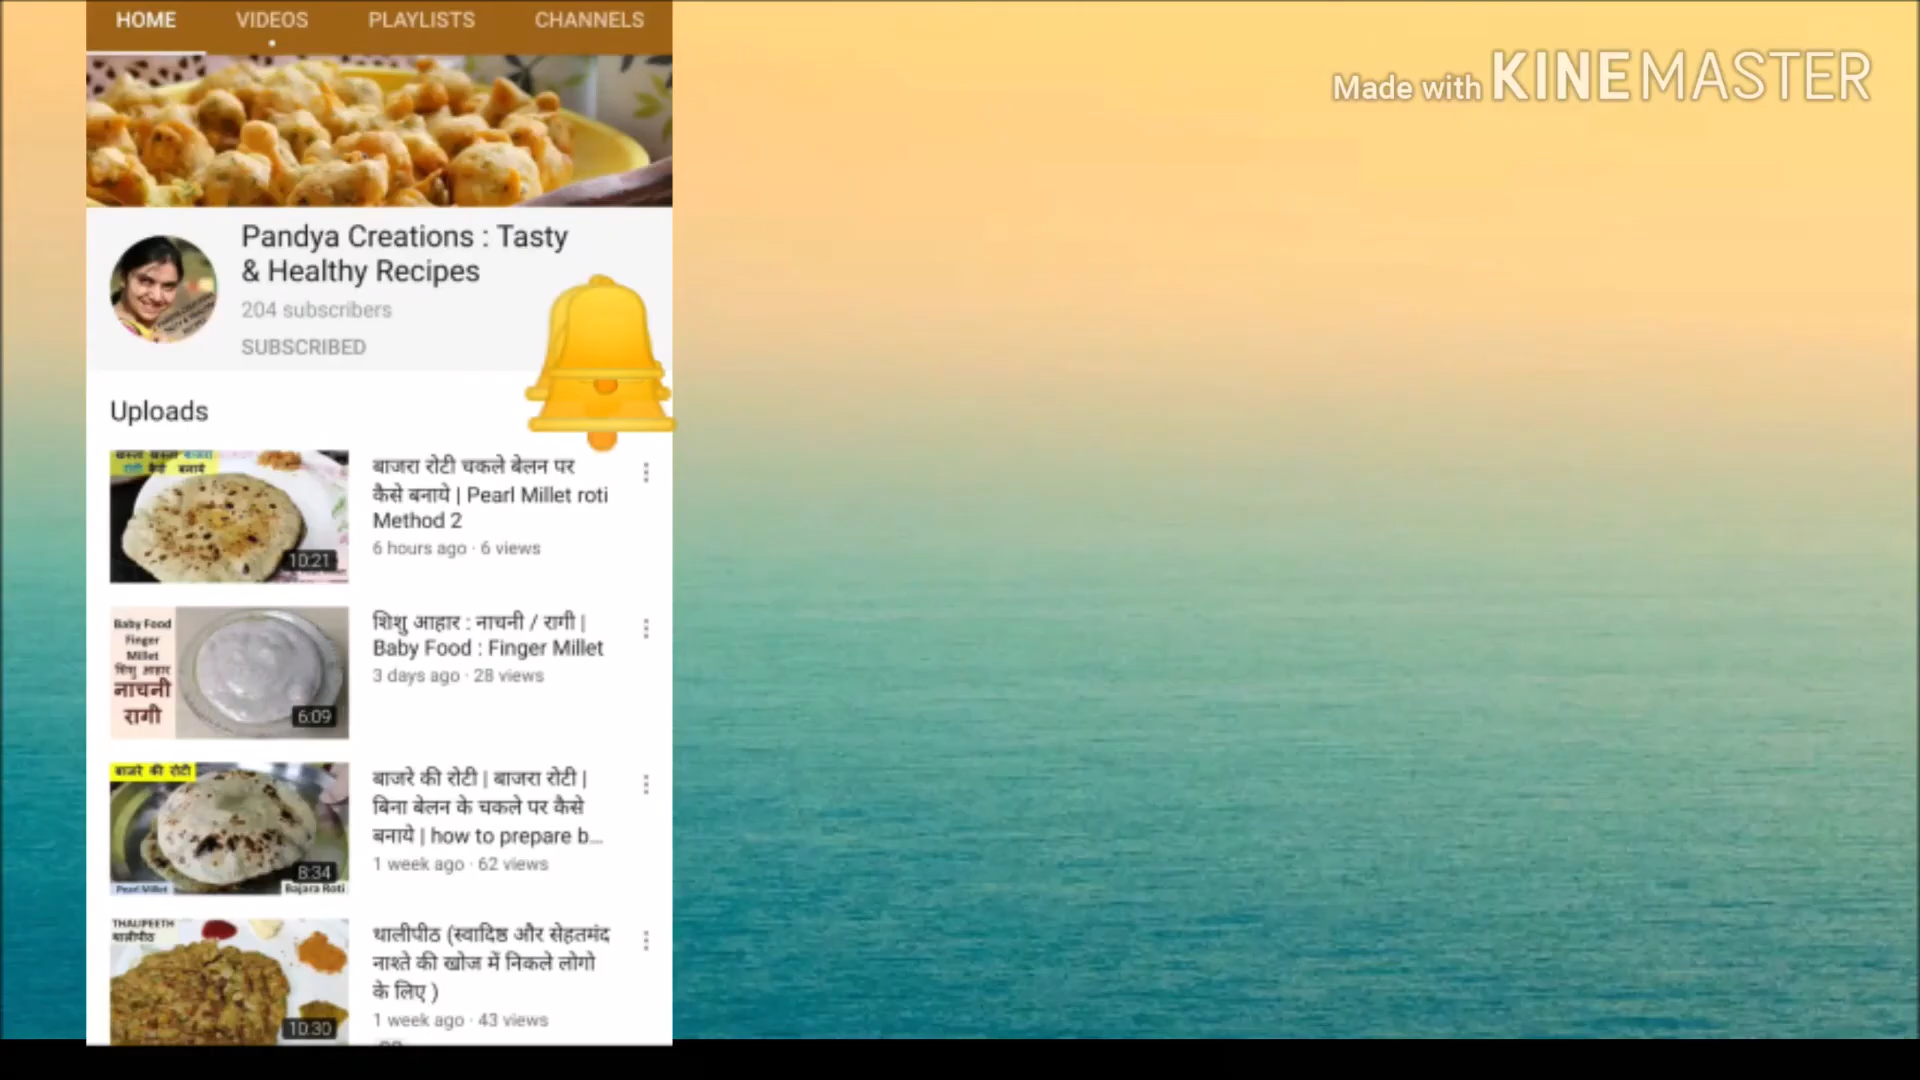 HOME VIDEOS PLAYLISTS CHANNELS
Made with KINEMASTER
Pandya Creations : Tasty
& Healthy Recipes
204 subscribers
SUBSCRIBED
Uploads
बाजरा रोटी चकले बेलन पर
कैसे बनाये | Pearl Millet roti
Method 2
6 hours ago · 6 views
10:21
Baby Food
Finger
Millet
शिशु आहार
नाचनी
रागी
6:09
शिशु आहार : नाचनी / रागी |
Baby Food : Finger Millet
3 days ago · 28 views
बाजरे की रोटी
Pearl Millet
8:34
Bajara Roti
बाजरे की रोटी | बाजरा रोटी |
बिना बेलन के चकले पर कैसे
बनाये | how to prepare b...
1 week ago · 62 views
THALIPEETH
थालीपीठ
10:30
थालीपीठ (स्वादिष्ठ और सेहतमंद
नाश्ते की खोज में निकले लोगो
के लिए )
1 week ago · 43 views